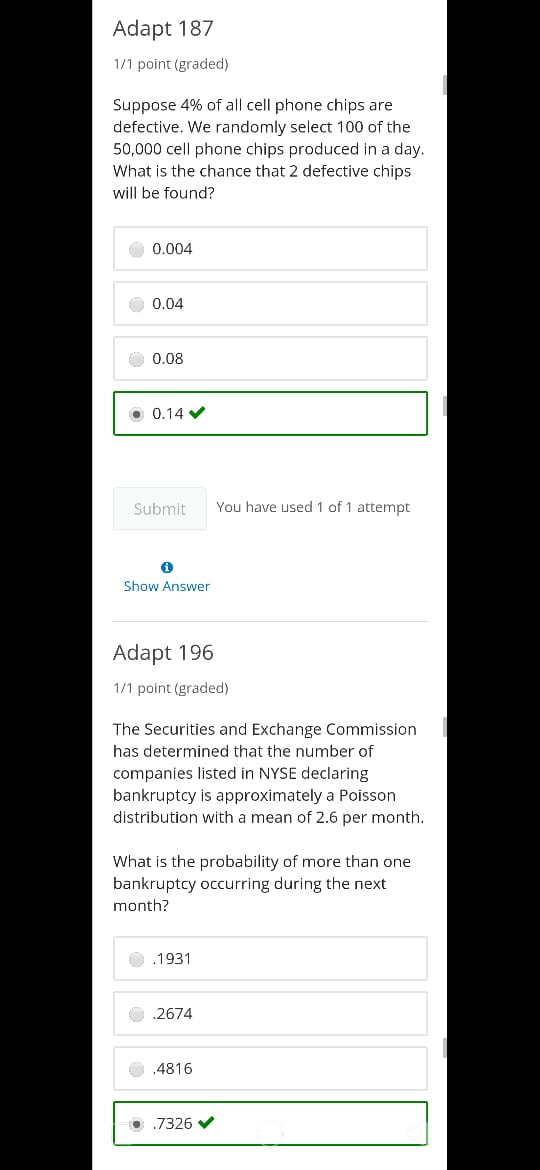 Adapt 187
1/1 point (graded)
Suppose 4% of all cell phone chips are
defective. We randomly select 100 of the
50,000 cell phone chips produced in a day.
What is the chance that 2 defective chips
will be found?
0.004
0.04
0.08
0.14
Submit You have used 1 of 1 attempt
Show Answer
Adapt 196
1/1 point (graded)
The Securities and Exchange Commission
has determined that the number of
companies listed in NYSE declaring
bankruptcy is approximately a Poisson
distribution with a mean of 2.6 per month.
What is the probability of more than one
bankruptcy occurring during the next
month?
.1931
.2674
.4816
.7326